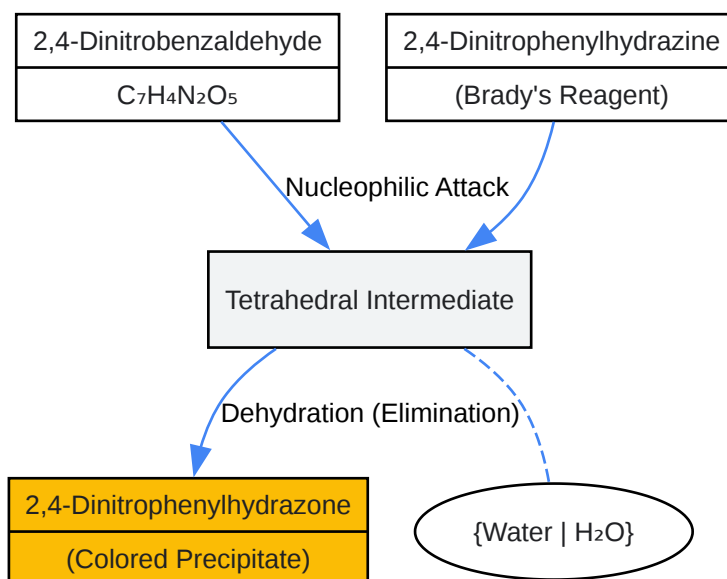 2,4-Dinitrobenzaldehyde
C₇H₄N₂O₅
2,4-Dinitrophenylhydrazine
(Brady's Reagent)
Nucleophilic Attack
Tetrahedral Intermediate
Dehydration (Elimination)
2,4-Dinitrophenylhydrazone
(Colored Precipitate)
{Water | H₂O}